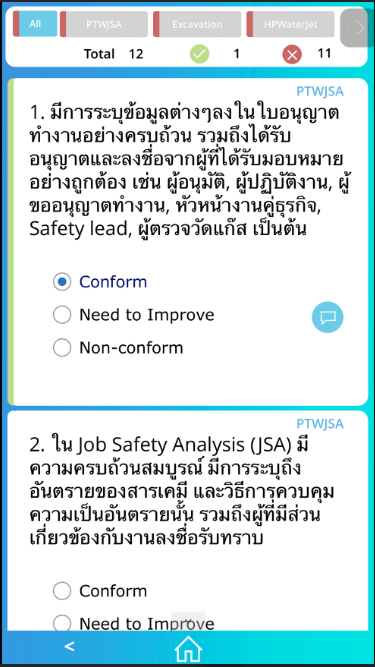 All
PTWJSA
Excavation
HPWaterJet
Total 12
1
11
PTWJSA
1. มีการระบุข้อมูลต่างๆลงในใบอนุญาต
ทำงานอย่างครบถ้วน รวมถึงได้รับ
อนุญาตและลงชื่อจากผู้ที่ได้รับมอบหมาย
อย่างถูกต้อง เช่น ผู้อนุมัติ, ผู้ปฏิบัติงาน, ผู้
ขออนุญาตทำงาน, หัวหน้างานคู่ธุรกิจ,
Safety lead, ผู้ตรวจวัดแก๊ส เป็นต้น
Conform
Need to Improve
Non-conform
PTWJSA
2. ใน Job Safety Analysis (JSA) มี
ความครบถ้วนสมบูรณ์ มีการระบุถึง
อันตรายของสารเคมี และวิธีการควบคุม
ความเป็นอันตรายนั้น รวมถึงผู้ที่มีส่วน
เกี่ยวข้องกับงานลงชื่อรับทราบ
Conform
Need to Improve